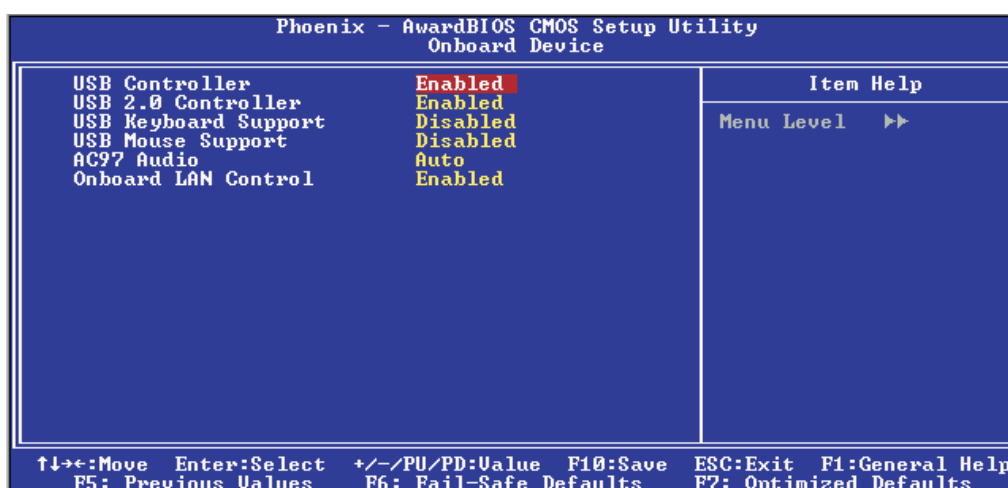 Phoenix – AwardBIOS CMOS Setup Utility
Onboard Device
USB Controller Enabled
USB 2.0 Controller Enabled
USB Keyboard Support Disabled
USB Mouse Support Disabled
AC97 Audio Auto
Onboard LAN Control Enabled
Item Help
Menu Level ▶▶
↑↓→←:Move Enter:Select +/-/PU/PD:Value F10:Save ESC:Exit F1:General Help
F5: Previous Values F6: Fail-Safe Defaults F7: Optimized Defaults